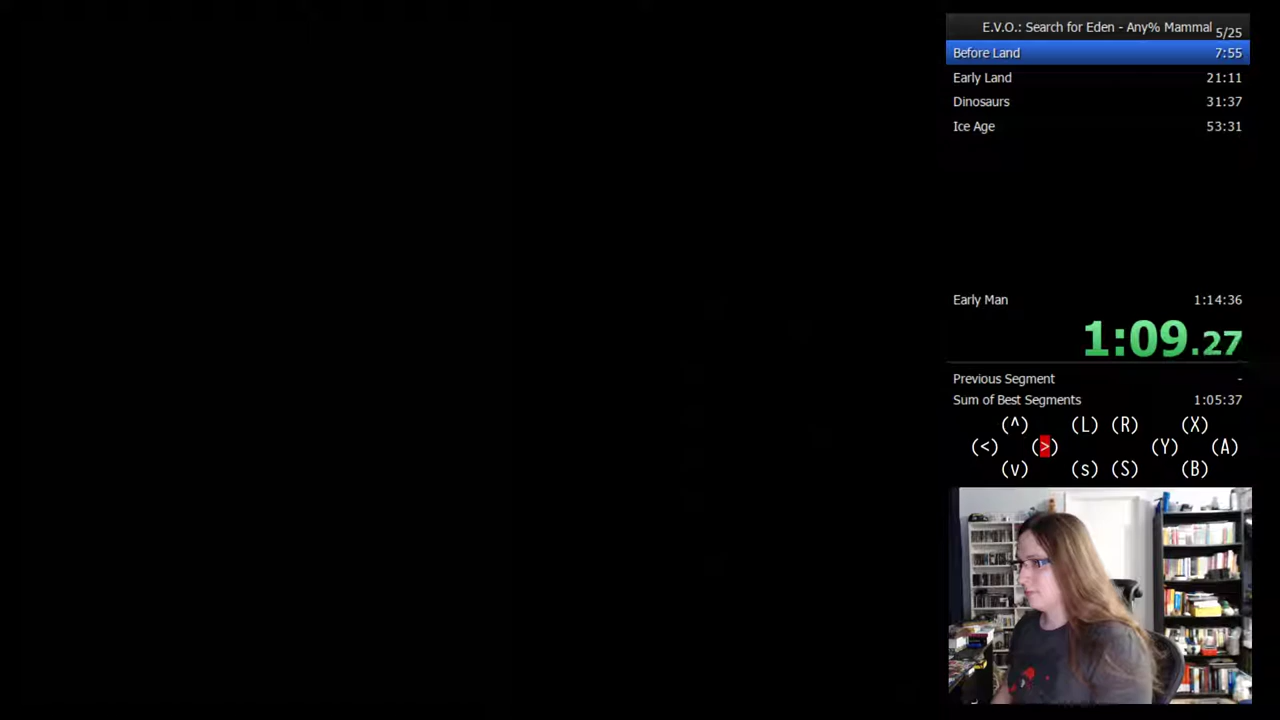 E.V.O.: Search for Eden - Any% Mammal 5/25
Before Land 7:55
Early Land 21:11
Dinosaurs 31:37
Ice Age 53:31
Early Man 1:14:36
1:09.27
Previous Segment -
Sum of Best Segments 1:05:37
(^) (L) (R) (X)
(<) (>) (Y) (A)
(v) (s) (S) (B)